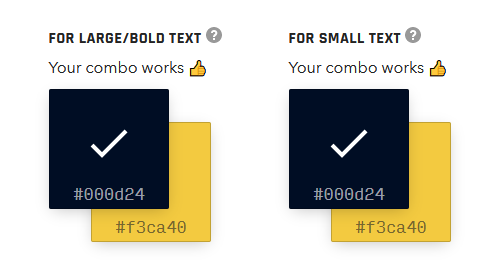 FOR LARGE/BOLD TEXT ?
Your combo works 👍
#000d24
#f3ca40
FOR SMALL TEXT ?
Your combo works 👍
#000d24
#f3ca40